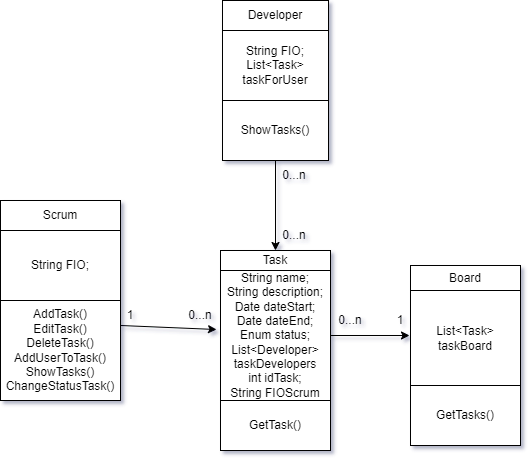 Developer
String FIO;
List<Task>
taskForUser
ShowTasks()
0...n
0...n
Scrum
String FIO;
AddTask()
EditTask()
DeleteTask()
AddUserToTask()
ShowTasks()
ChangeStatusTask()
1
0...n
Task
String name;
String description;
Date dateStart;
Date dateEnd;
Enum status;
List<Developer>
taskDevelopers
int idTask;
String FIOScrum
GetTask()
0...n
1
Board
List<Task>
taskBoard
GetTasks()